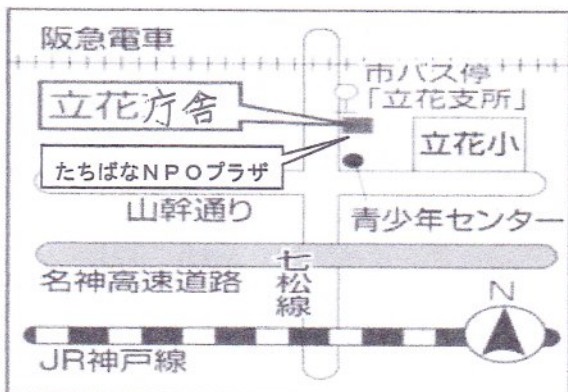 阪急電車
市バス停
「立花支所」
立花庁舎
立花小
たちばなNPOプラザ
山幹通り
青少年センター
名神高速道路
七松線
N
JR神戸線